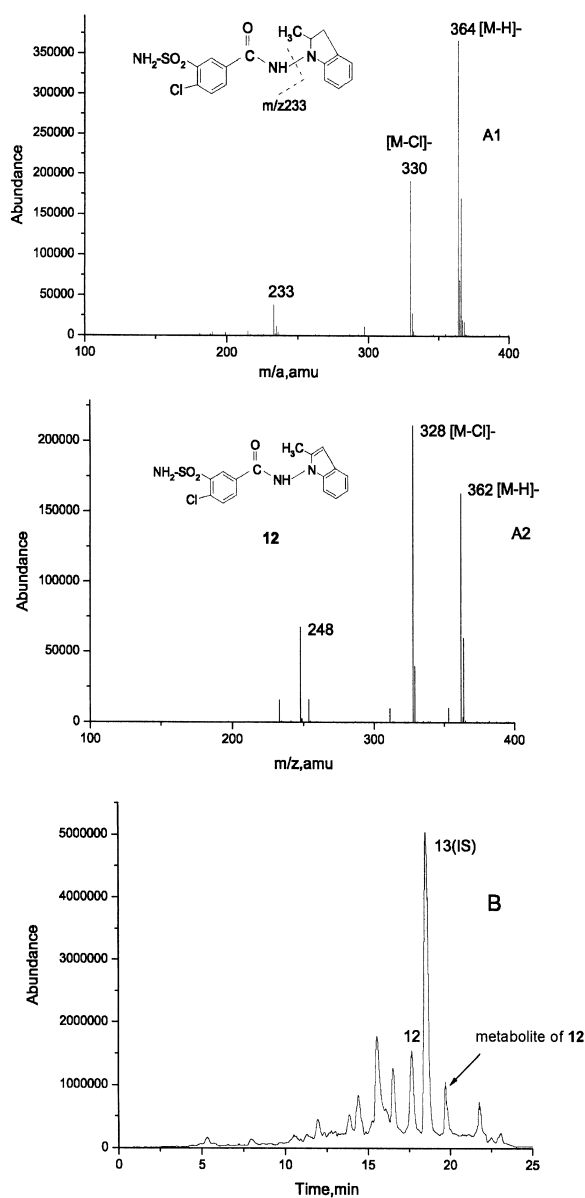 350000
300000
250000
200000
150000
100000
50000
0
Abundance
O
C
NH
N
H₃C
NH₂-SO₂
Cl
m/z233
364 [M-H]-
[M-Cl]-
330
A1
233
100 200 300 400
m/a,amu
200000
150000
100000
50000
0
Abundance
O
C
NH
N
H₃C
NH₂-SO₂
Cl
12
328 [M-Cl]-
362 [M-H]-
A2
248
100 200 300 400
m/z,amu
5000000
4000000
3000000
2000000
1000000
0
Abundance
13(IS)
B
12
metabolite of 12
0 5 10 15 20 25
Time,min